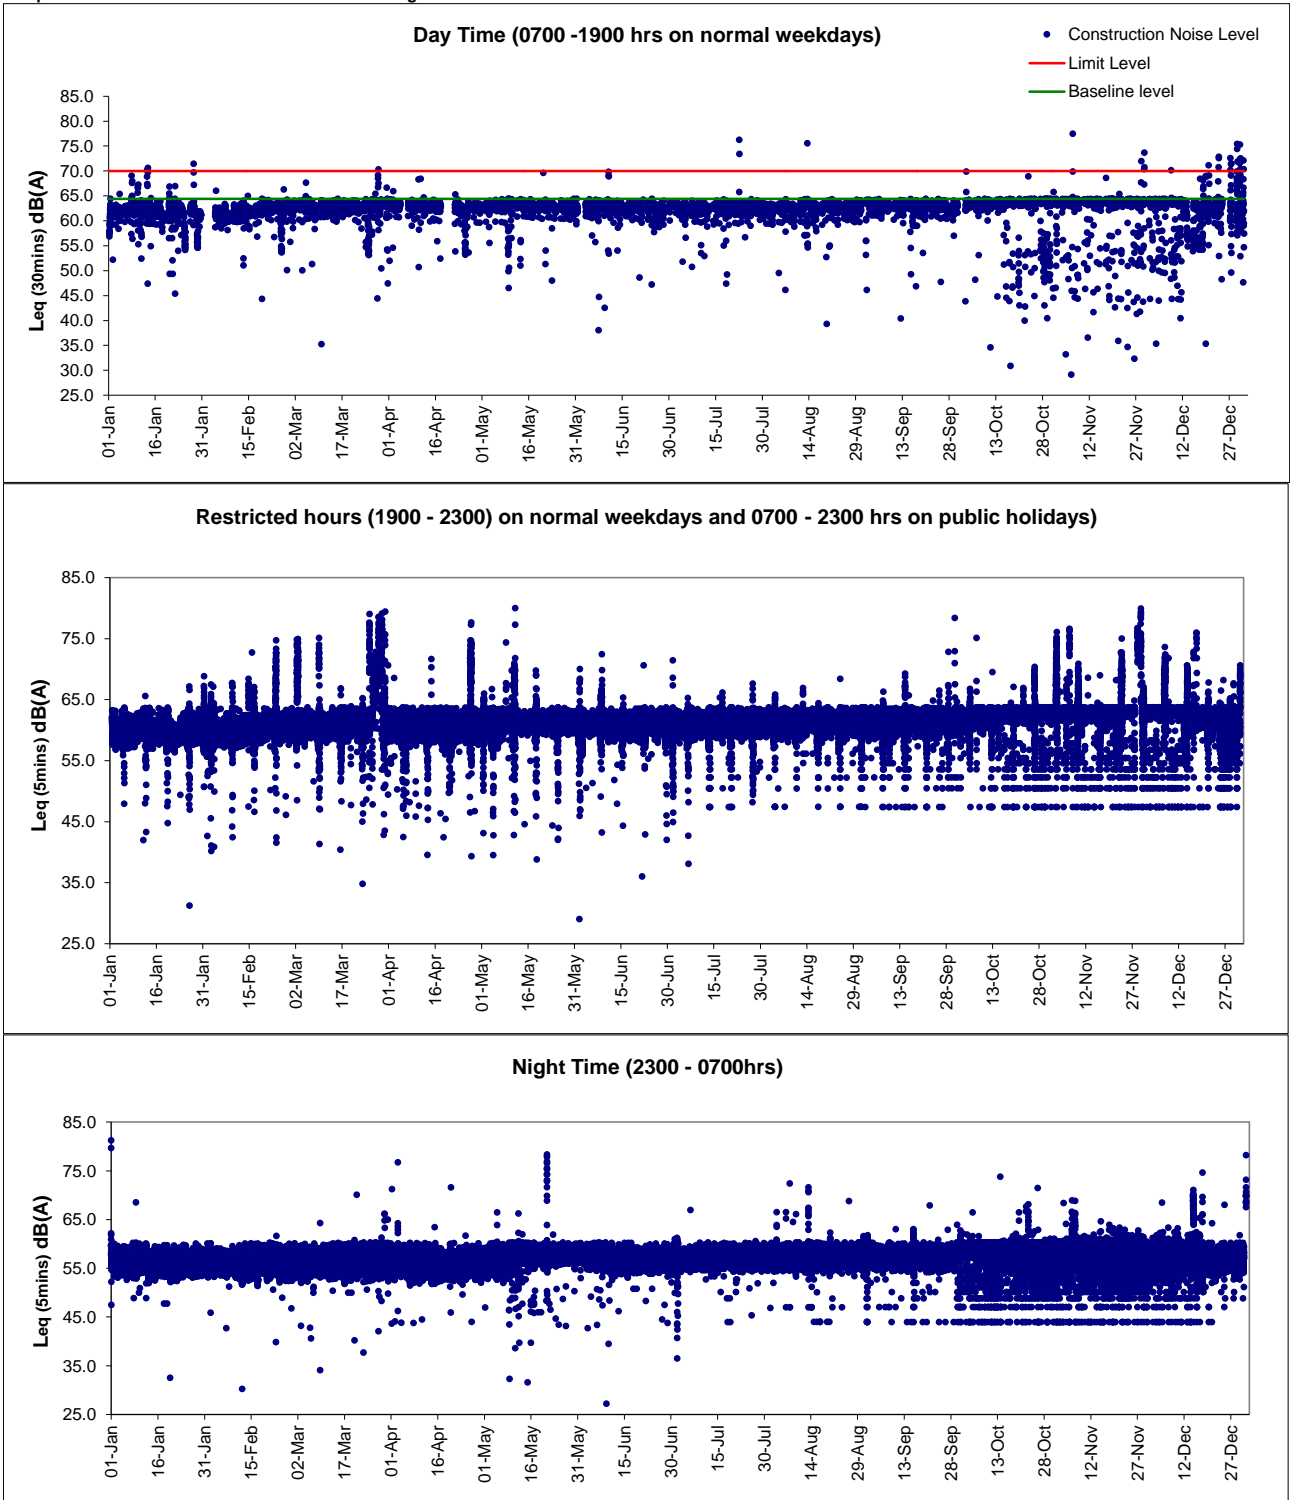 Day Time (0700 -1900 hrs on normal weekdays)
Construction Noise Level
Limit Level
Baseline level
Leq (30mins) dB(A)
85.0
80.0
75.0
70.0
65.0
60.0
55.0
50.0
45.0
40.0
35.0
30.0
25.0
01-Jan
16-Jan
31-Jan
15-Feb
02-Mar
17-Mar
01-Apr
16-Apr
01-May
16-May
31-May
15-Jun
30-Jun
15-Jul
30-Jul
14-Aug
29-Aug
13-Sep
28-Sep
13-Oct
28-Oct
12-Nov
27-Nov
12-Dec
27-Dec
Restricted hours (1900 - 2300) on normal weekdays and 0700 - 2300 hrs on public holidays)
Leq (5mins) dB(A)
85.0
75.0
65.0
55.0
45.0
35.0
25.0
01-Jan
16-Jan
31-Jan
15-Feb
02-Mar
17-Mar
01-Apr
16-Apr
01-May
16-May
31-May
15-Jun
30-Jun
15-Jul
30-Jul
14-Aug
29-Aug
13-Sep
28-Sep
13-Oct
28-Oct
12-Nov
27-Nov
12-Dec
27-Dec
Night Time (2300 - 0700hrs)
Leq (5mins) dB(A)
85.0
75.0
65.0
55.0
45.0
35.0
25.0
01-Jan
16-Jan
31-Jan
15-Feb
02-Mar
17-Mar
01-Apr
16-Apr
01-May
16-May
31-May
15-Jun
30-Jun
15-Jul
30-Jul
14-Aug
29-Aug
13-Sep
28-Sep
13-Oct
28-Oct
12-Nov
27-Nov
12-Dec
27-Dec